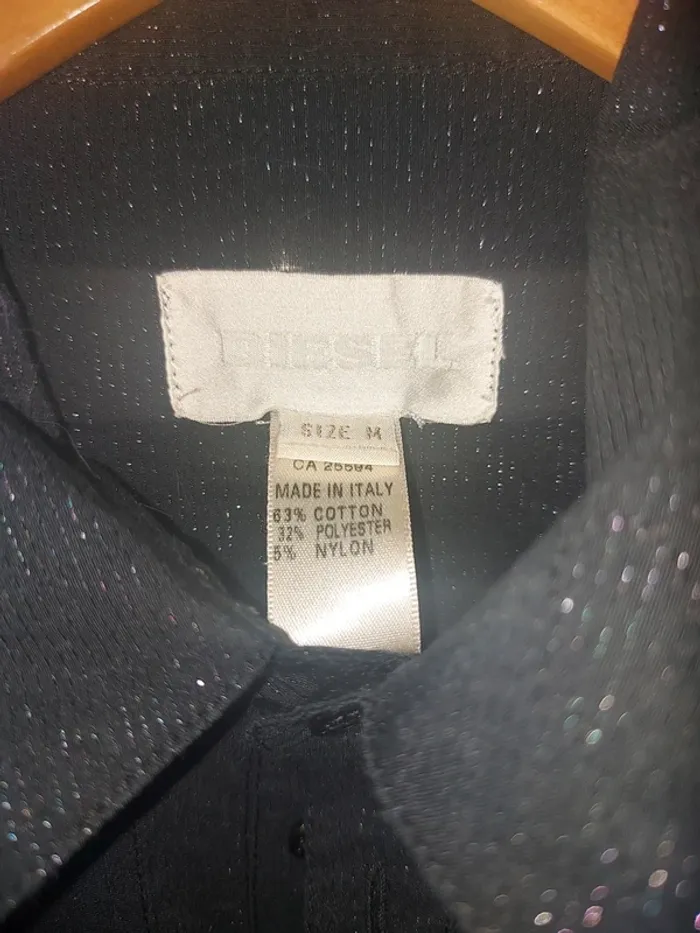 DIESEL
SIZE M
CA 25594
MADE IN ITALY
63% COTTON
32% POLYESTER
5% NYLON